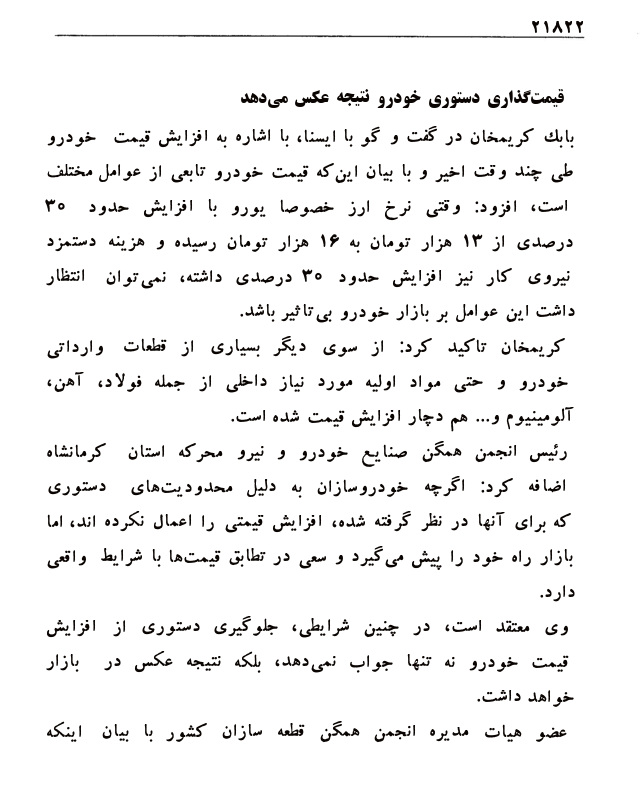 ۲۱۸۲۲
قیمت‌گذاری دستوری خودرو نتیجه عکس می‌دهد
بابك کریمخان در گفت و گو با ایسنا، با اشاره به افزایش قیمت خودرو
طی چند وقت اخیر و با بیان این‌که قیمت خودرو تابعی از عوامل مختلف
است، افزود: وقتی نرخ ارز خصوصا یورو با افزایش حدود ۳۰
درصدی از ۱۳ هزار تومان به ۱۶ هزار تومان رسیده و هزینه دستمزد
نیروی کار نیز افزایش حدود ۳۰ درصدی داشته، نمی‌توان انتظار
داشت این عوامل بر بازار خودرو بی‌تاثیر باشد.
کریمخان تاکید کرد: از سوی دیگر بسیاری از قطعات وارداتی
خودرو و حتی مواد اولیه مورد نیاز داخلی از جمله فولاد، آهن،
آلومینیوم و... هم دچار افزایش قیمت شده است.
رئیس انجمن همگن صنایع خودرو و نیرو محرکه استان کرمانشاه
اضافه کرد: اگرچه خودروسازان به دلیل محدودیت‌های دستوری
که برای آنها در نظر گرفته شده، افزایش قیمتی را اعمال نکرده اند، اما
بازار راه خود را پیش می‌گیرد و سعی در تطابق قیمت‌ها با شرایط واقعی
دارد.
وی معتقد است، در چنین شرایطی، جلوگیری دستوری از افزایش
قیمت خودرو نه تنها جواب نمی‌دهد، بلکه نتیجه عکس در بازار
خواهد داشت.
عضو هیات مدیره انجمن همگن قطعه سازان کشور با بیان اینکه